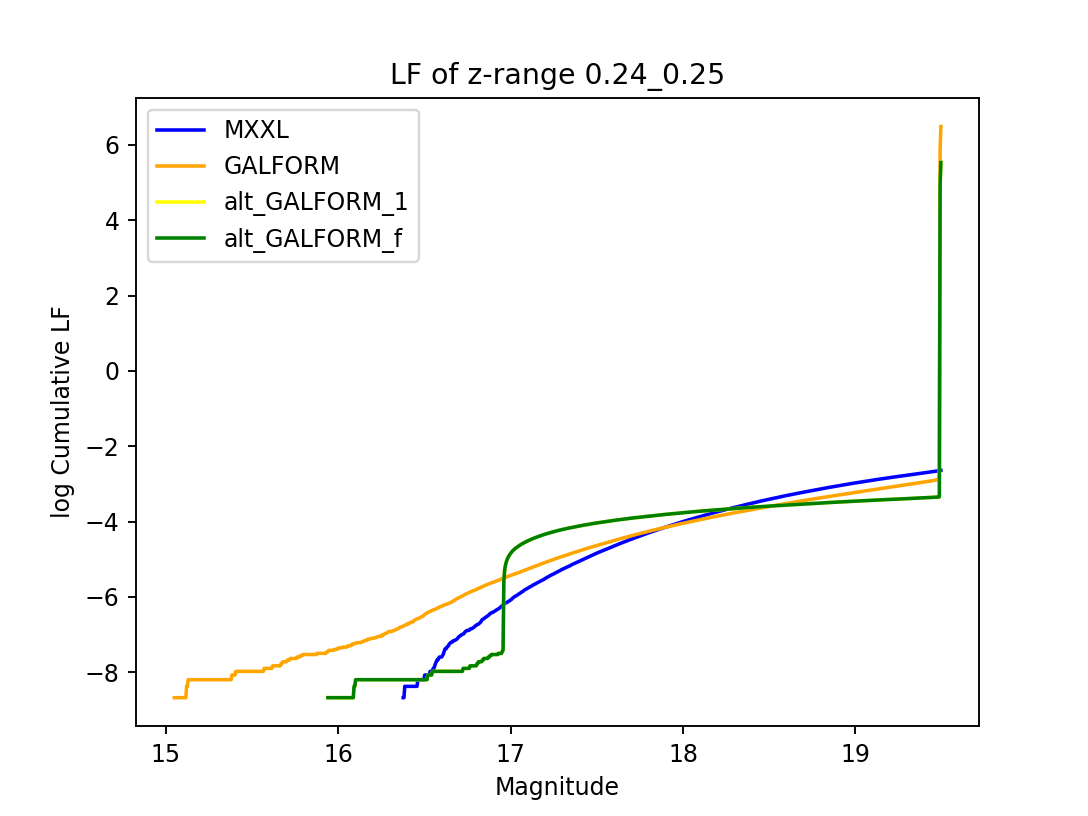 LF of z-range 0.24_0.25
MXXL
GALFORM
alt_GALFORM_1
alt_GALFORM_f
log Cumulative LF
6
4
2
0
−2
−4
−6
−8
15
16
17
18
19
Magnitude